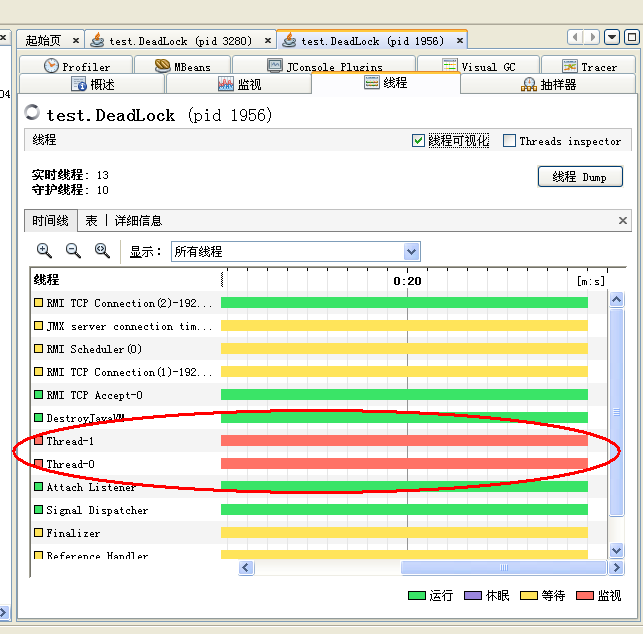 起始页 test.DeadLock (pid 3280) test.DeadLock (pid 1956)
Profiler MBeans JConsole Plugins Visual GC Tracer
概述 监视 线程 抽样器
04
test.DeadLock (pid 1956)
线程 线程可视化 Threads inspector
实时线程: 13
守护线程: 10
线程 Dump
时间线 表 详细信息
显示: 所有线程
线程 0:20 [m:s]
RMI TCP Connection(2)-192...
JMX server connection tim...
RMI Scheduler(0)
RMI TCP Connection(1)-192...
RMI TCP Accept-0
DestroyJavaVM
Thread-1
Thread-0
Attach Listener
Signal Dispatcher
Finalizer
Reference Handler
运行 休眠 等待 监视